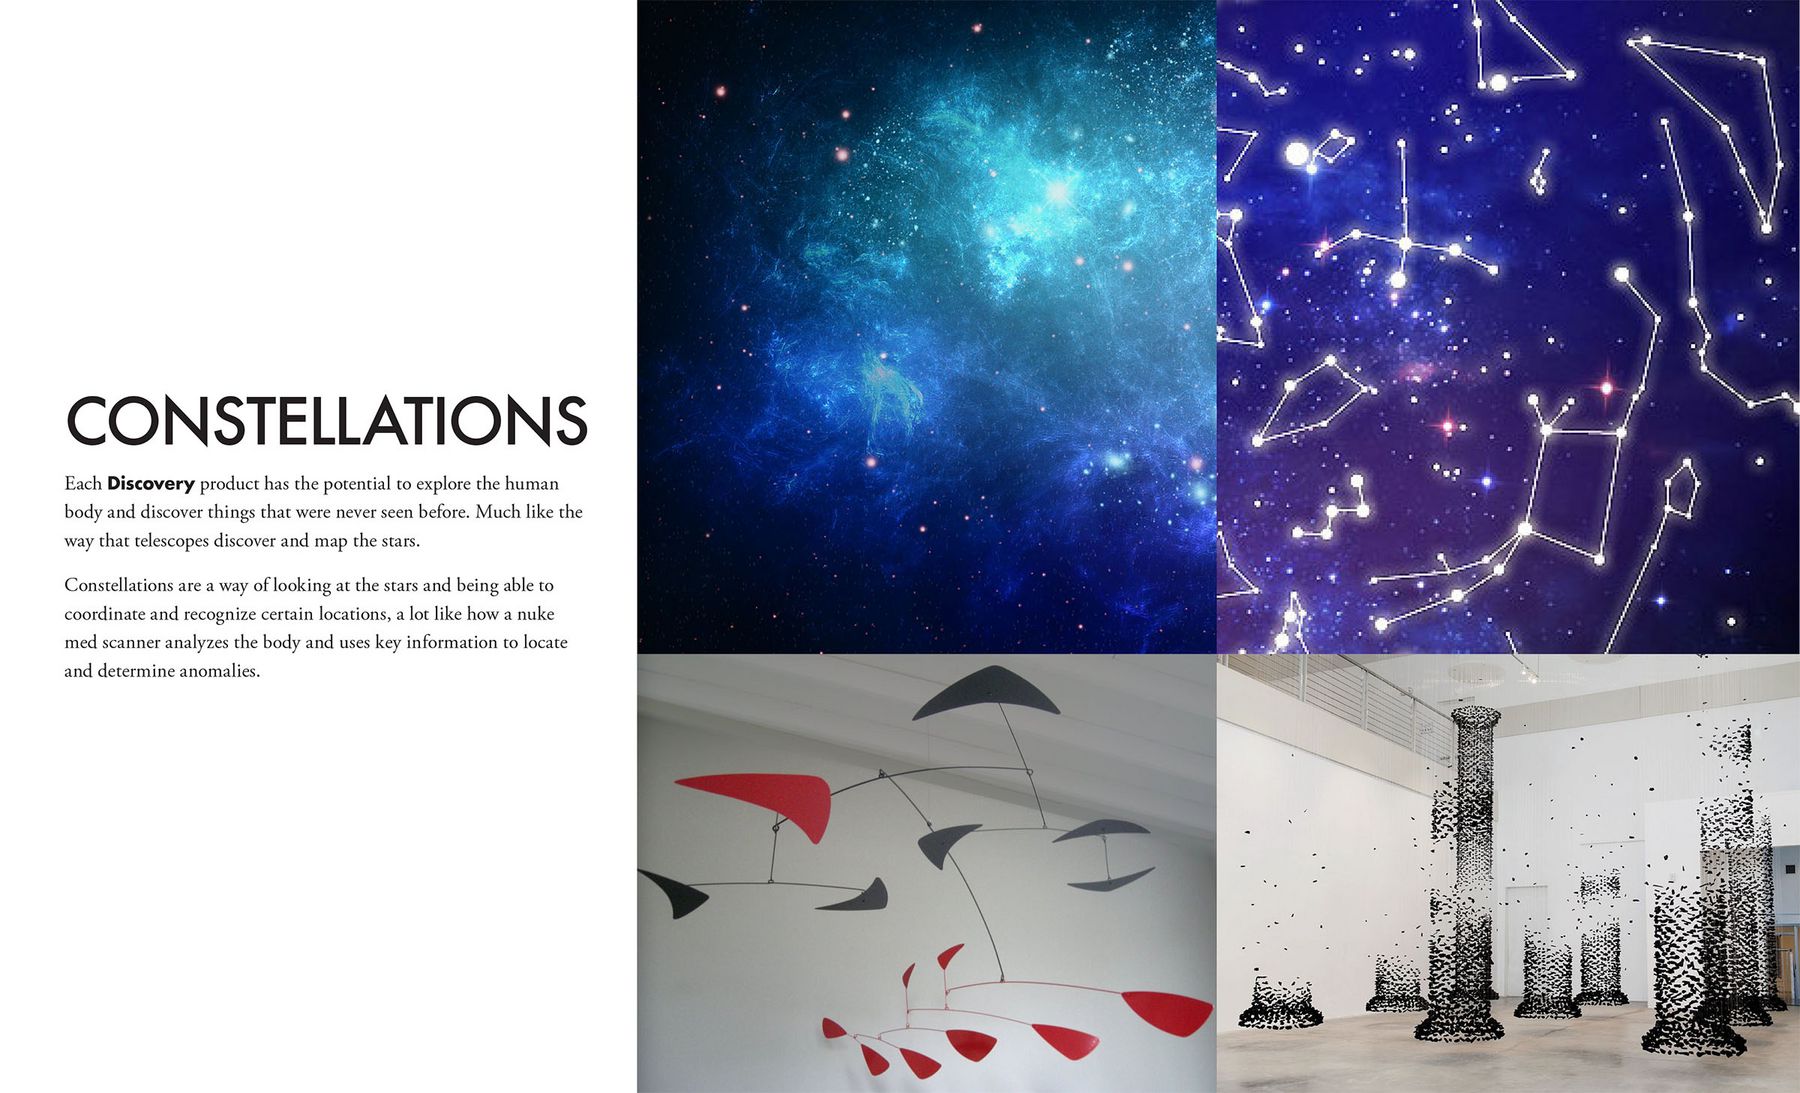 CONSTELLATIONS
Each Discovery product has the potential to explore the human
body and discover things that were never seen before. Much like the
way that telescopes discover and map the stars.
Constellations are a way of looking at the stars and being able to
coordinate and recognize certain locations, a lot like how a nuke
med scanner analyzes the body and uses key information to locate
and determine anomalies.